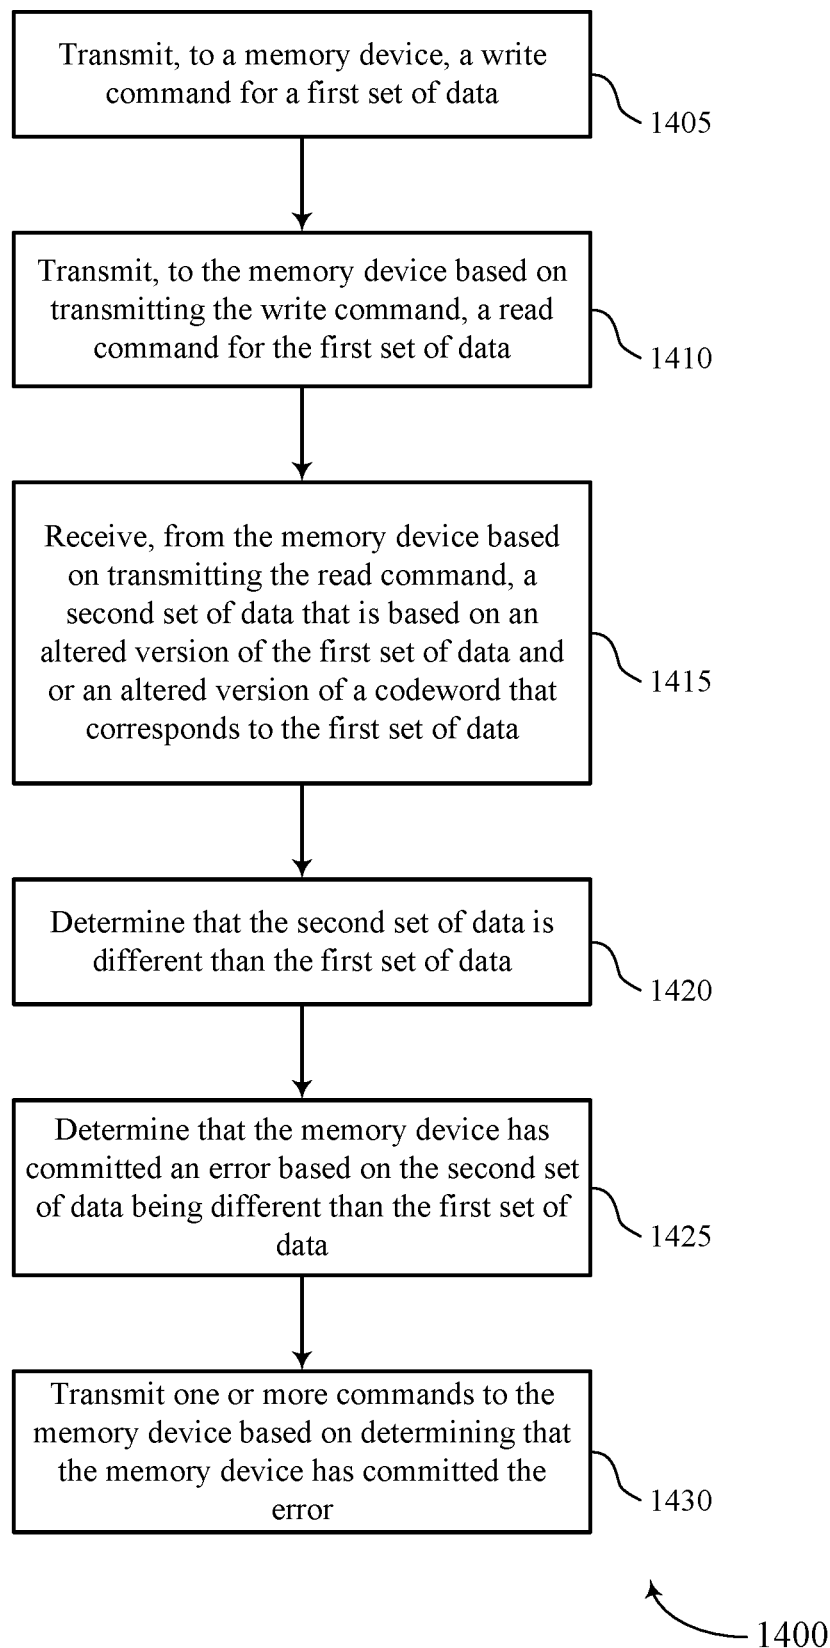 Transmit, to a memory device, a write
command for a first set of data
1405
Transmit, to the memory device based on
transmitting the write command, a read
command for the first set of data
1410
Receive, from the memory device based
on transmitting the read command, a
second set of data that is based on an
altered version of the first set of data and
or an altered version of a codeword that
corresponds to the first set of data
1415
Determine that the second set of data is
different than the first set of data
1420
Determine that the memory device has
committed an error based on the second set
of data being different than the first set of
data
1425
Transmit one or more commands to the
memory device based on determining that
the memory device has committed the
error
1430
1400